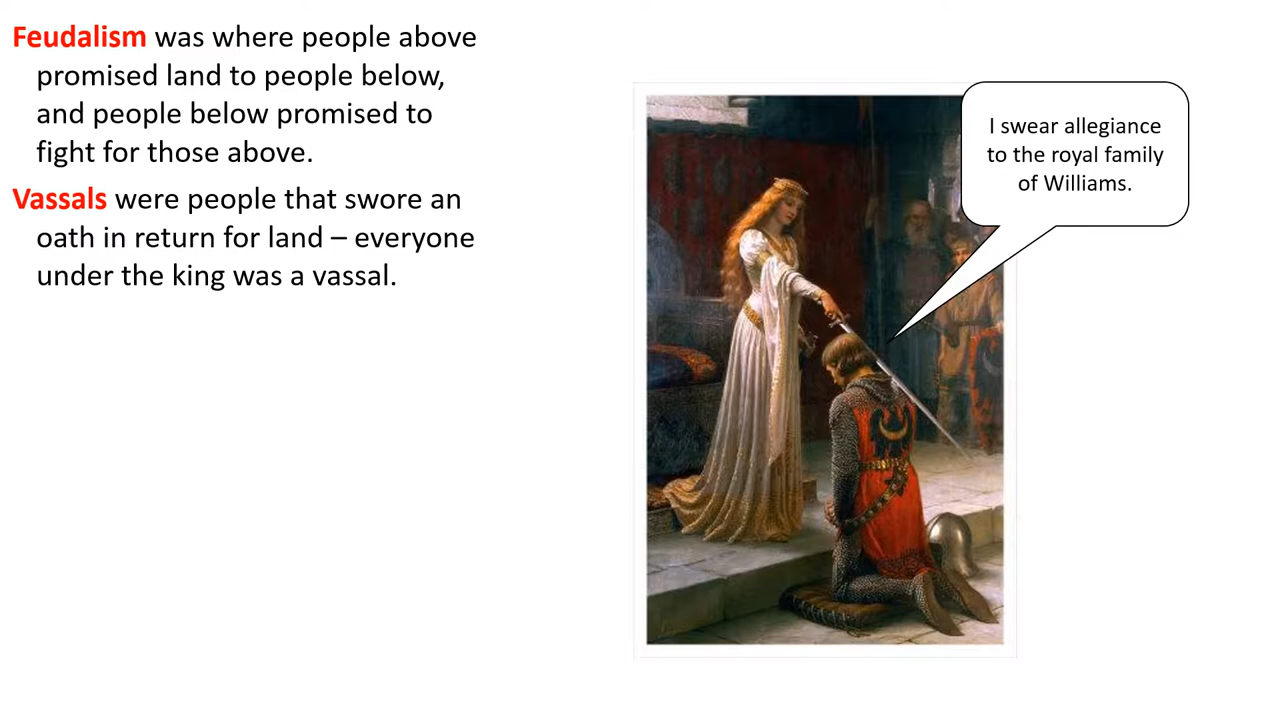 Feudalism was where people above
promised land to people below,
and people below promised to
fight for those above.
Vassals were people that swore an
oath in return for land – everyone
under the king was a vassal.
I swear allegiance
to the royal family
of Williams.